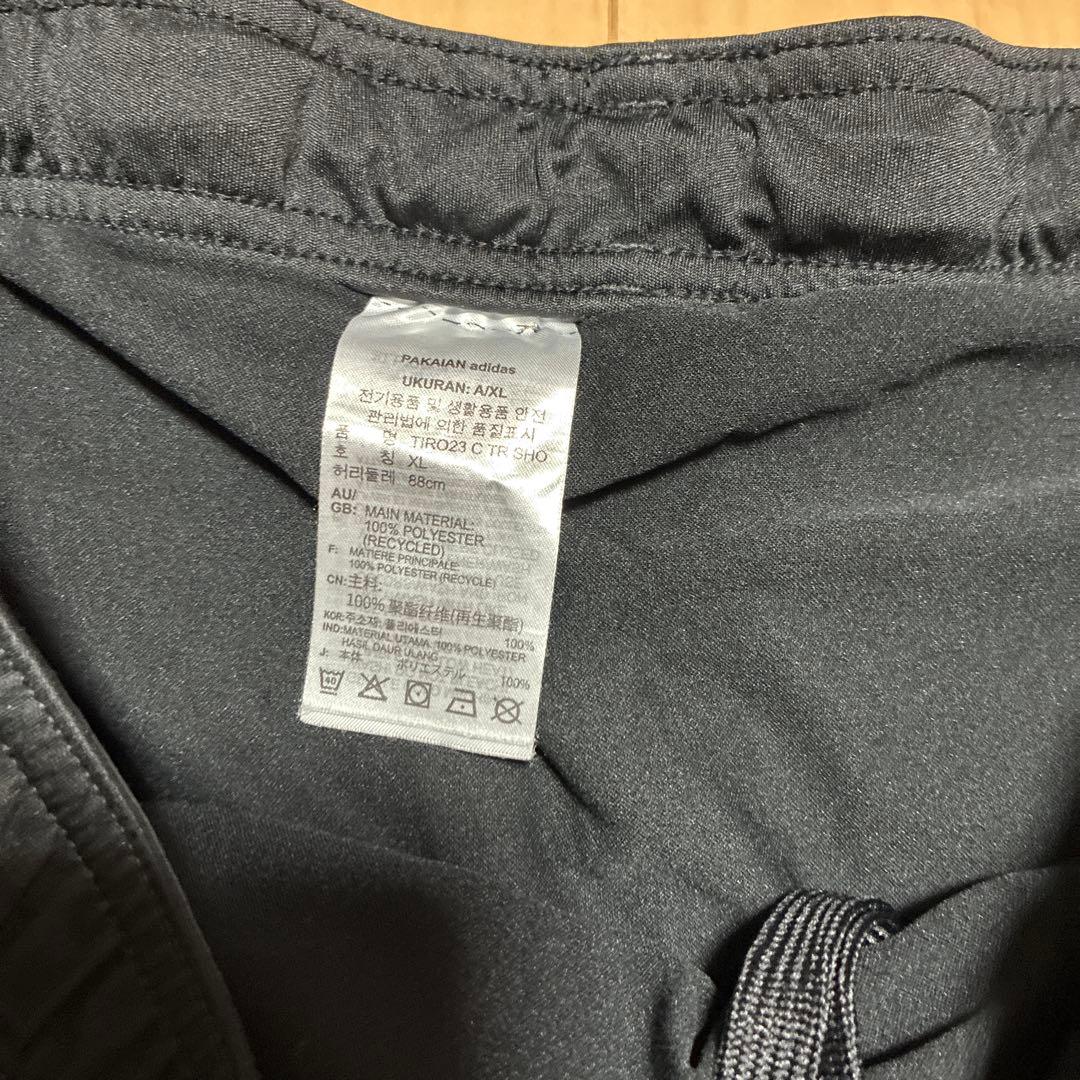 PAKAIAN adidas
UKURAN: A/XL
전기용품 및 생활용품 안전
관리법에 의한 품질표시
품 명 TIRO23 C TR SHO
호 칭 XL
허리둘레 88cm
AU/
GB: MAIN MATERIAL:
100% POLYESTER
(RECYCLED)
F: MATIERE PRINCIPALE:
100% POLYESTER (RECYCLE)
CN:主料:
100% 聚酯纤维(再生聚酯)
KOR:주소재: 폴리에스터 100%
IND:MATERIAL UTAMA: 100% POLYESTER
HASIL DAUR ULANG
J: 本体 ポリエステル 100%
40